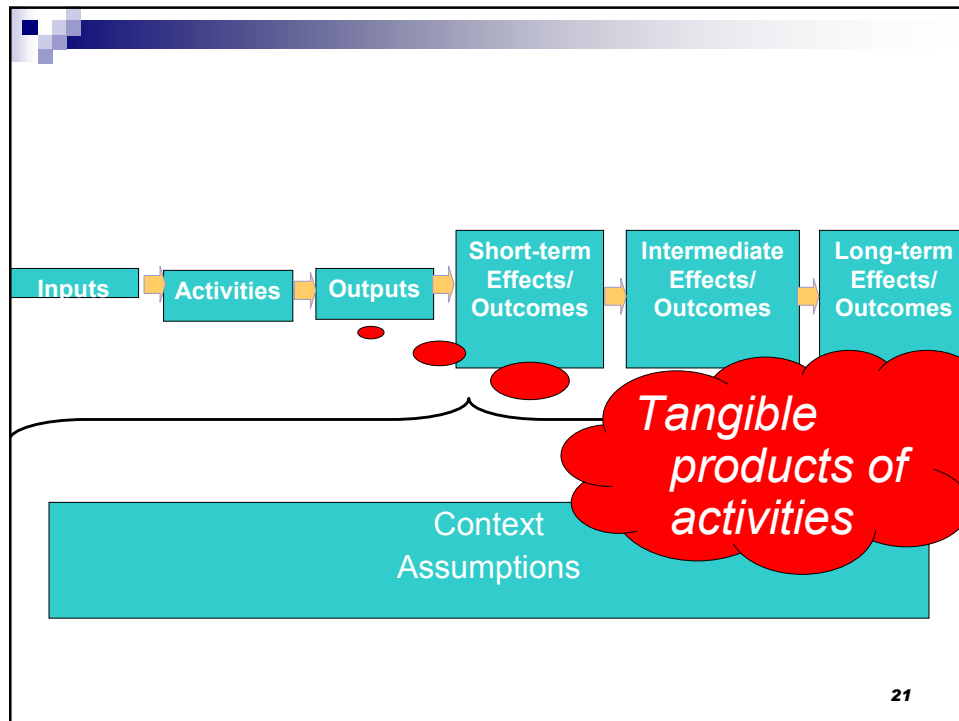 Inputs
Activities
Outputs
Short-term
Effects/
Outcomes
Intermediate
Effects/
Outcomes
Long-term
Effects/
Outcomes
Tangible
products of
activities
Context
Assumptions
21